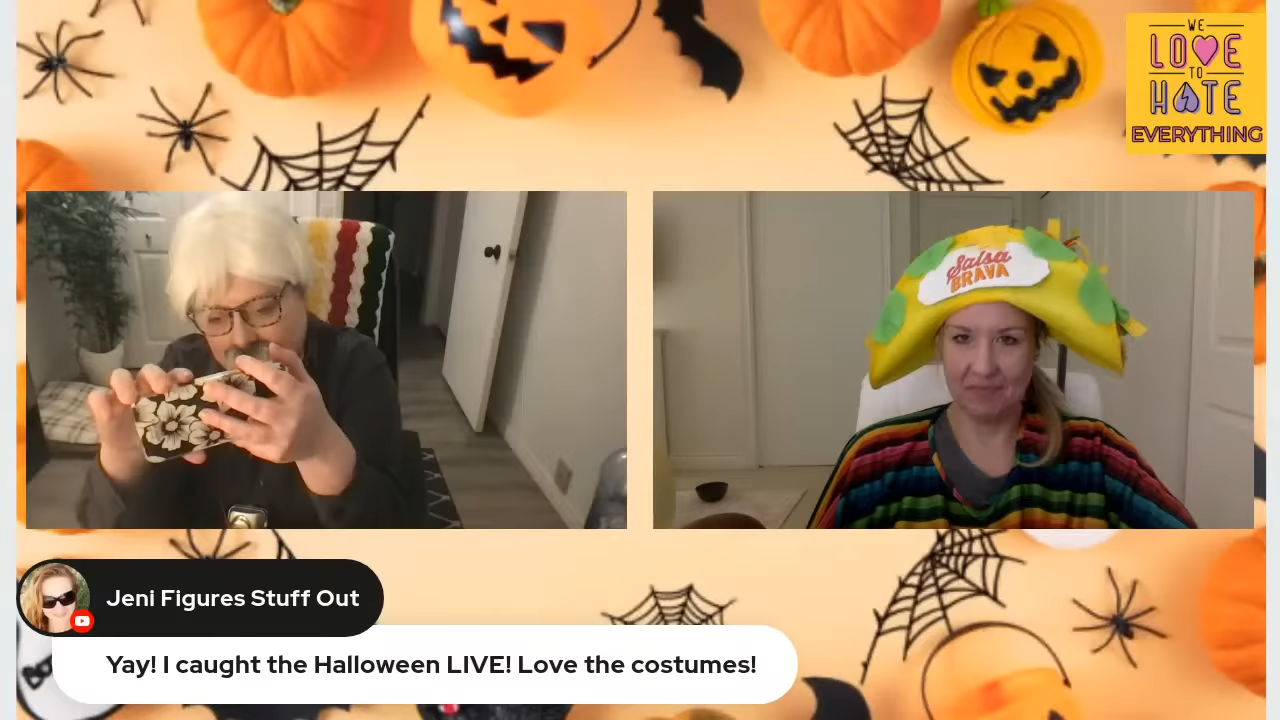 WE
LOVE
TO
HATE
EVERYTHING
Salsa
BRAVA
Jeni Figures Stuff Out
Yay! I caught the Halloween LIVE! Love the costumes!